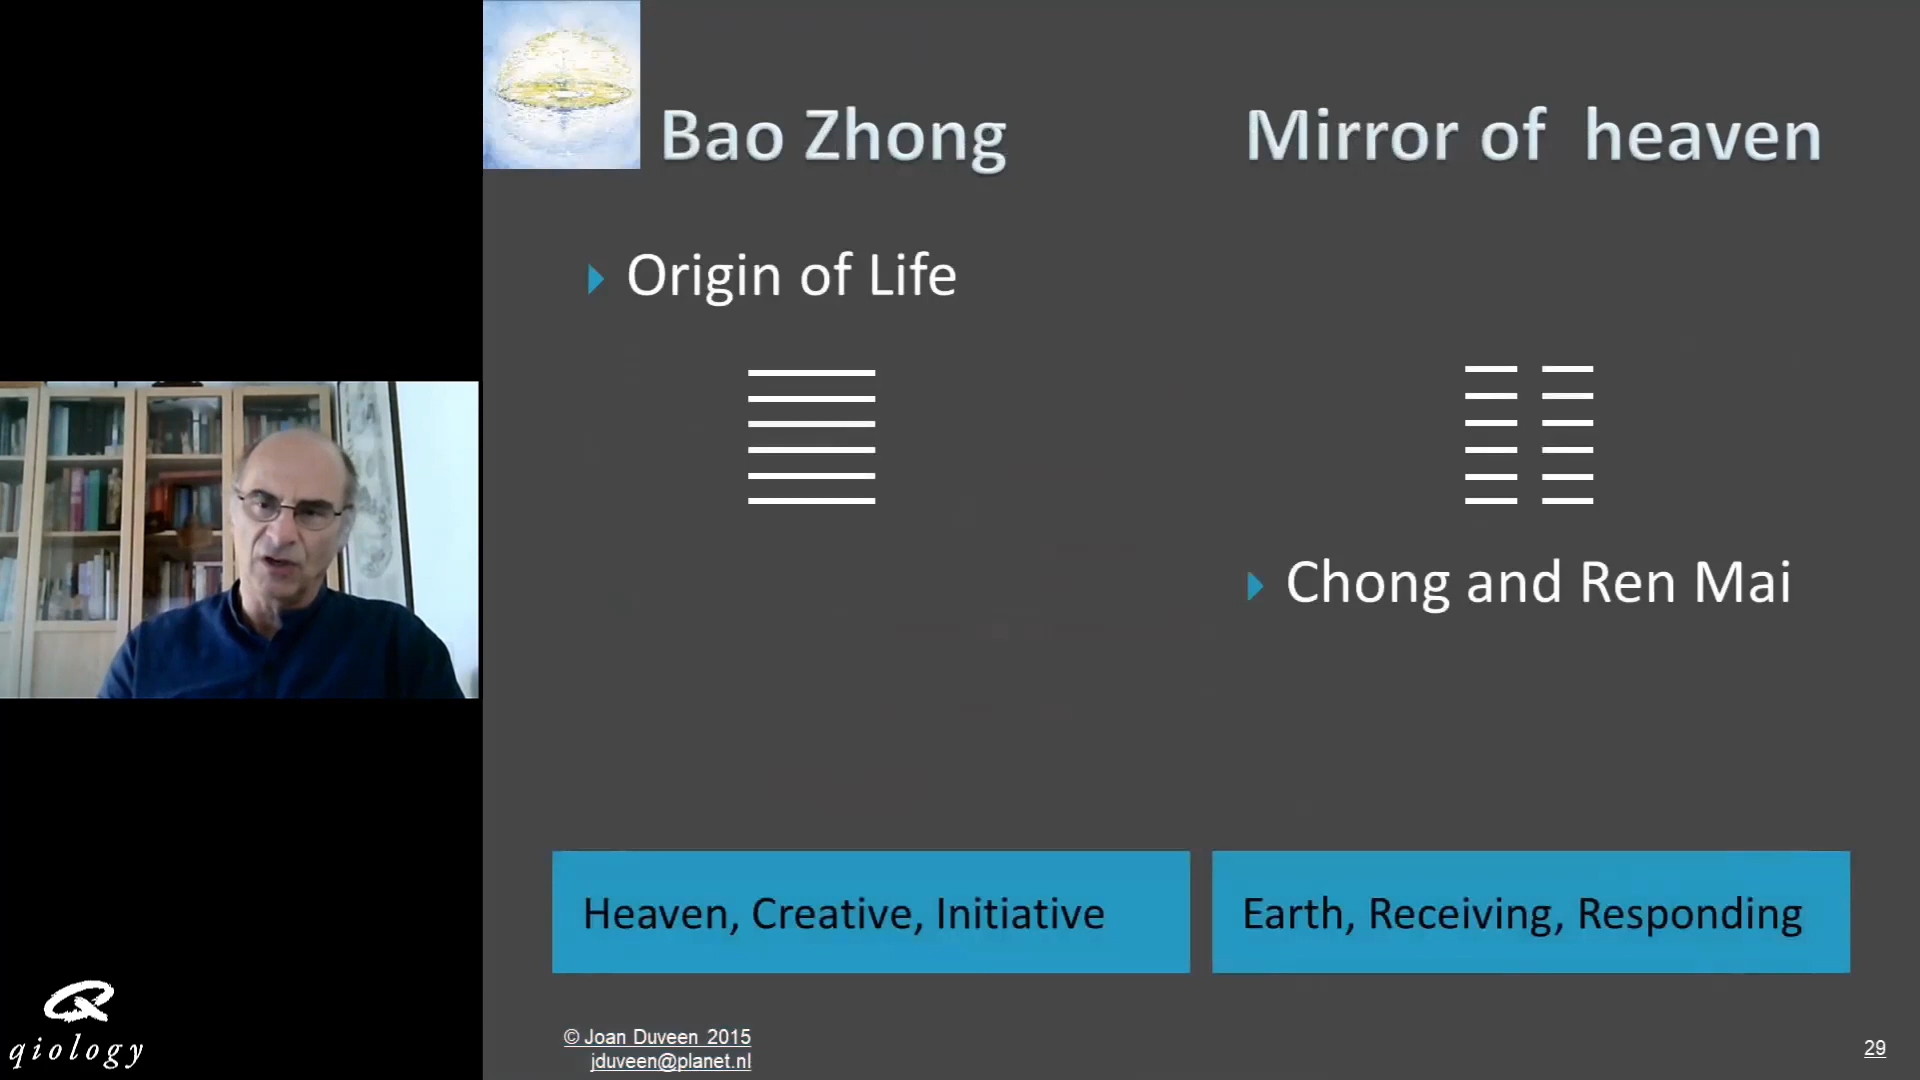 Bao Zhong
Mirror of heaven
Origin of Life
Chong and Ren Mai
Heaven, Creative, Initiative
Earth, Receiving, Responding
© Joan Duveen 2015
jduveen@planet.nl
29
qiology